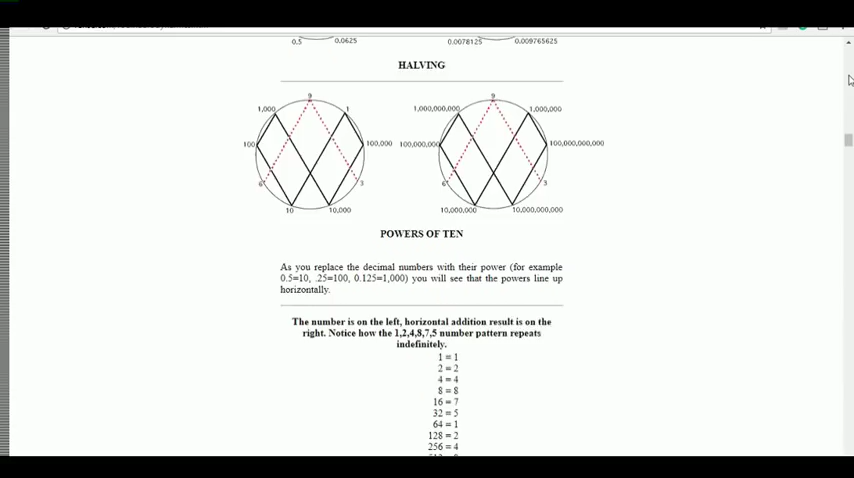 0.5 0.0625 0.0078125 0.009765625
HALVING
9 9
1,000 1 1,000,000,000 1,000,000
100 100,000 100,000,000 100,000,000,000
6 3 6 3
10 10,000 10,000,000 10,000,000,000
POWERS OF TEN
As you replace the decimal numbers with their power (for example
0.5=10, .25=100, 0.125=1,000) you will see that the powers line up
horizontally.
The number is on the left, horizontal addition result is on the
right. Notice how the 1,2,4,8,7,5 number pattern repeats
indefinitely.
1 = 1
2 = 2
4 = 4
8 = 8
16 = 7
32 = 5
64 = 1
128 = 2
256 = 4